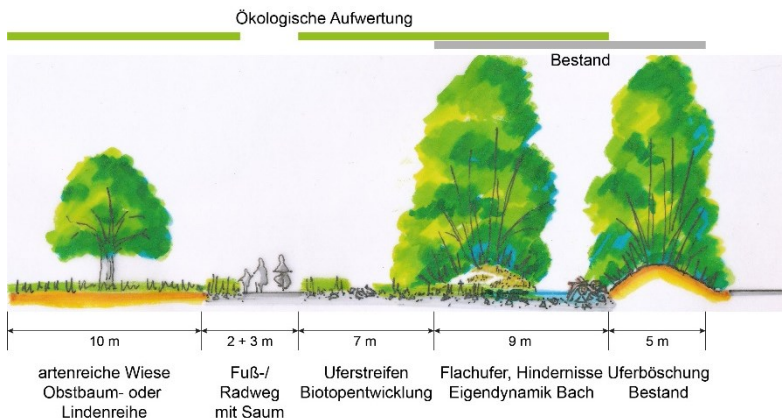 Ökologische Aufwertung
Bestand
10 m
2 + 3 m
7 m
9 m
5 m
artenreiche Wiese
Obstbaum- oder
Lindenreihe
Fuß-/
Radweg
mit Saum
Uferstreifen
Biotopentwicklung
Flachufer, Hindernisse
Eigendynamik Bach
Uferböschung
Bestand